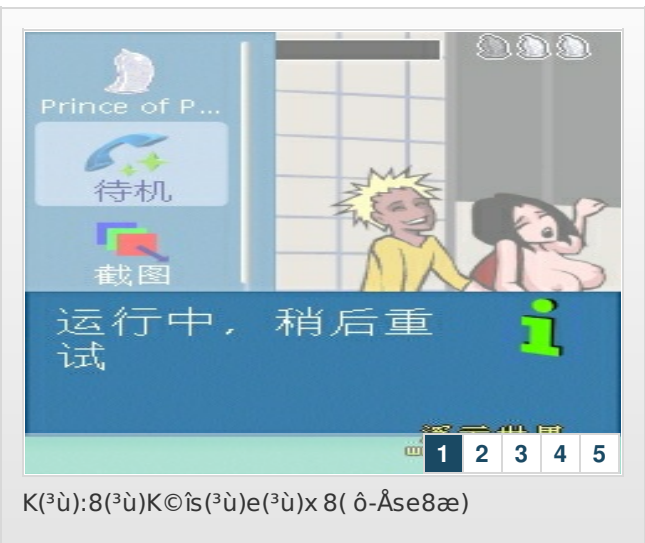 Prince of P...
待机
截图
运行中，稍后重
试
1 2 3 4 5
K(³ù):8(³ù)K©îs(³ù)e(³ù)x 8( ô-Åse8æ)